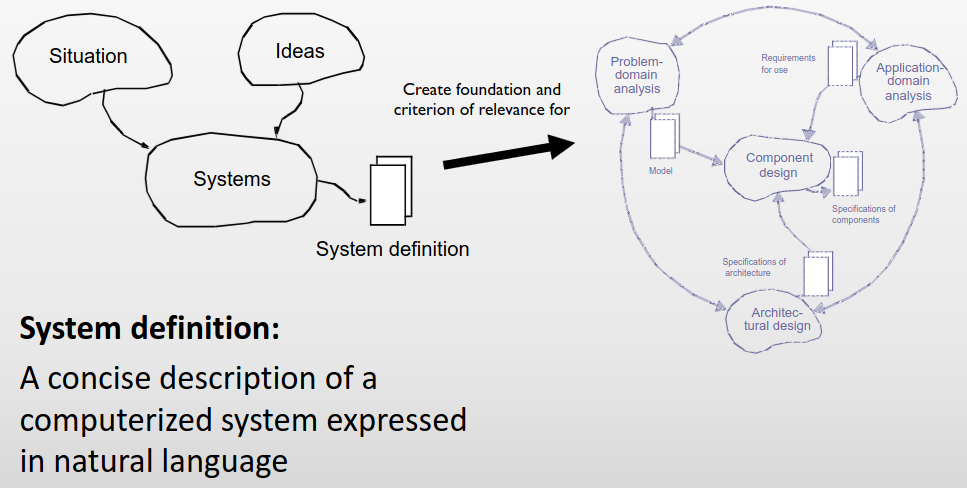 Situation
Ideas
Systems
System definition
Create foundation and
criterion of relevance for
Problem-
domain
analysis
Requirements
for use
Application-
domain
analysis
Model
Component
design
Specifications of
components
Specifications of
architecture
Architec-
tural design
System definition:
A concise description of a
computerized system expressed
in natural language